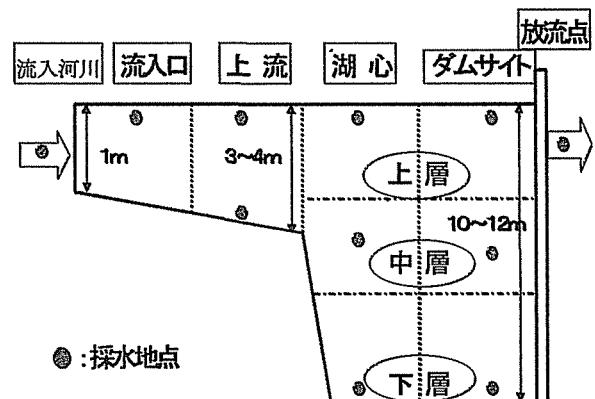 放流点
流入河川 流入口 上流 湖心 ダムサイト
1m 3~4m
上層
10~12m
中層
:採水地点
下層